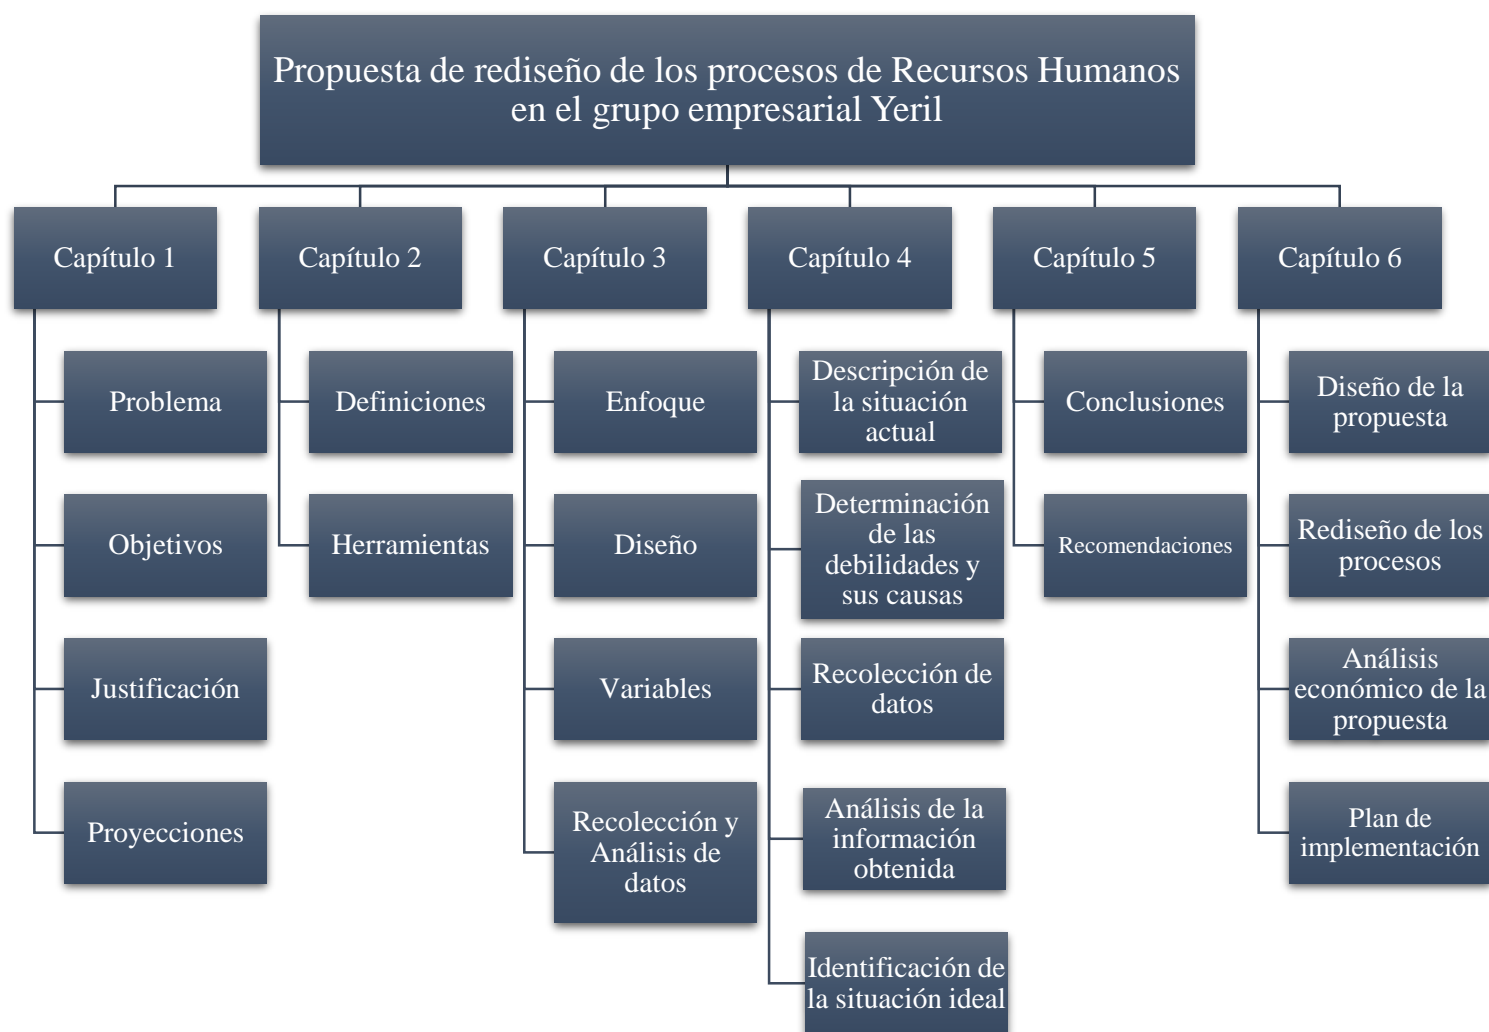 Propuesta de rediseño de los procesos de Recursos Humanos
en el grupo empresarial Yeril
Capítulo 1
Problema
Objetivos
Justificación
Proyecciones
Capítulo 2
Definiciones
Herramientas
Capítulo 3
Enfoque
Diseño
Variables
Recolección y
Análisis de
datos
Capítulo 4
Descripción de
la situación
actual
Determinación
de las
debilidades y
sus causas
Recolección de
datos
Análisis de la
información
obtenida
Identificación de
la situación ideal
Capítulo 5
Conclusiones
Recomendaciones
Capítulo 6
Diseño de la
propuesta
Rediseño de los
procesos
Análisis
económico de la
propuesta
Plan de
implementación